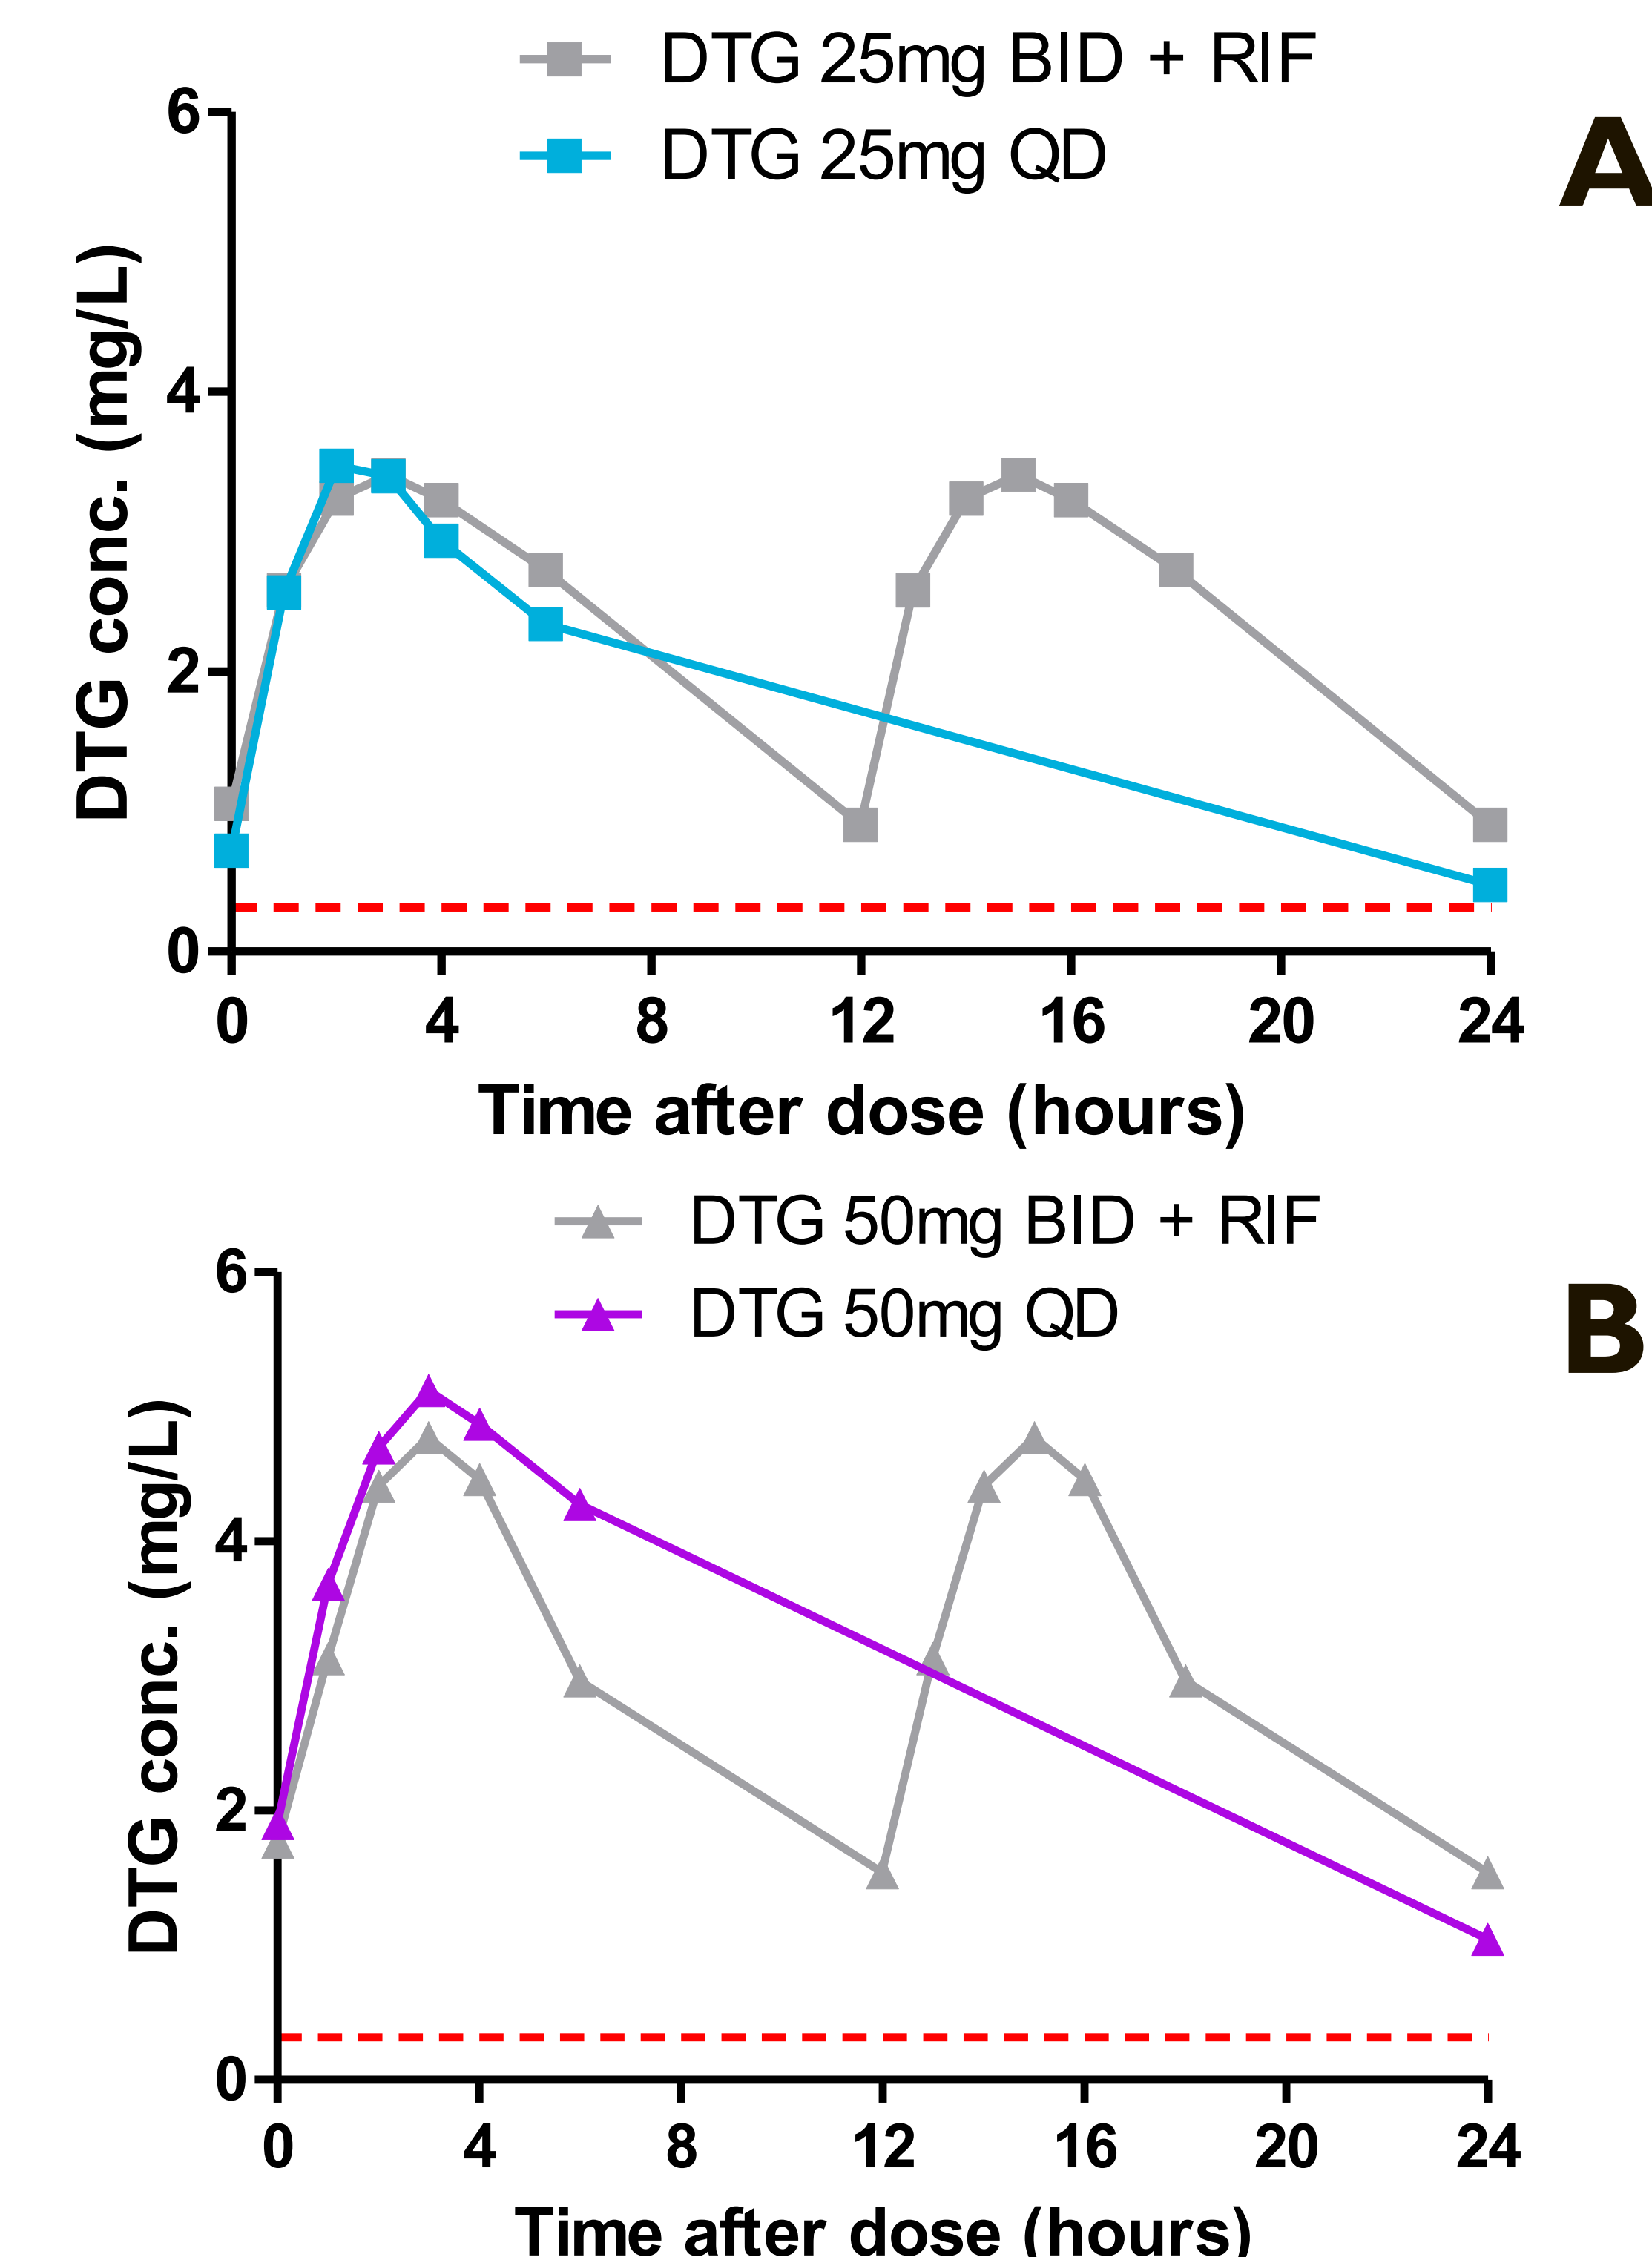 DTG 25mg BID + RIF
DTG 25mg QD
A
DTG conc. (mg/L)
6
4
2
0
0 4 8 12 16 20 24
Time after dose (hours)
DTG 50mg BID + RIF
DTG 50mg QD
B
DTG conc. (mg/L)
6
4
2
0
0 4 8 12 16 20 24
Time after dose (hours)